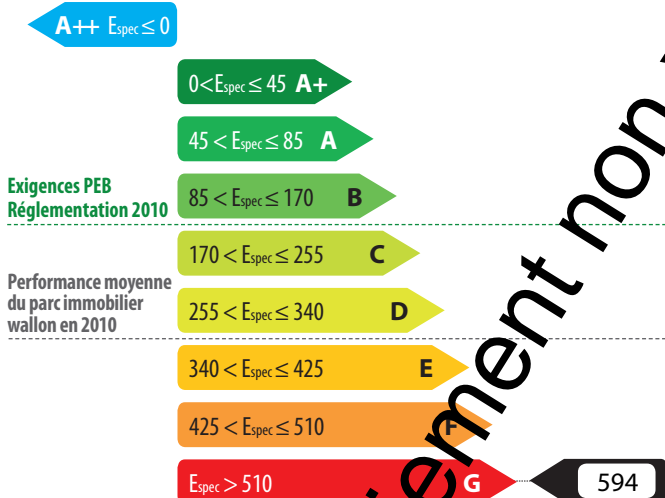 A++ Espec ≤ 0
0<Espec ≤ 45 A+
45 < Espec ≤ 85 A
Exigences PEB
Réglementation 2010
85 < Espec ≤ 170 B
170 < Espec ≤ 255 C
Performance moyenne
du parc immobilier
wallon en 2010
255 < Espec ≤ 340 D
340 < Espec ≤ 425 E
425 < Espec ≤ 510 F
Espec > 510 G
594
ement non